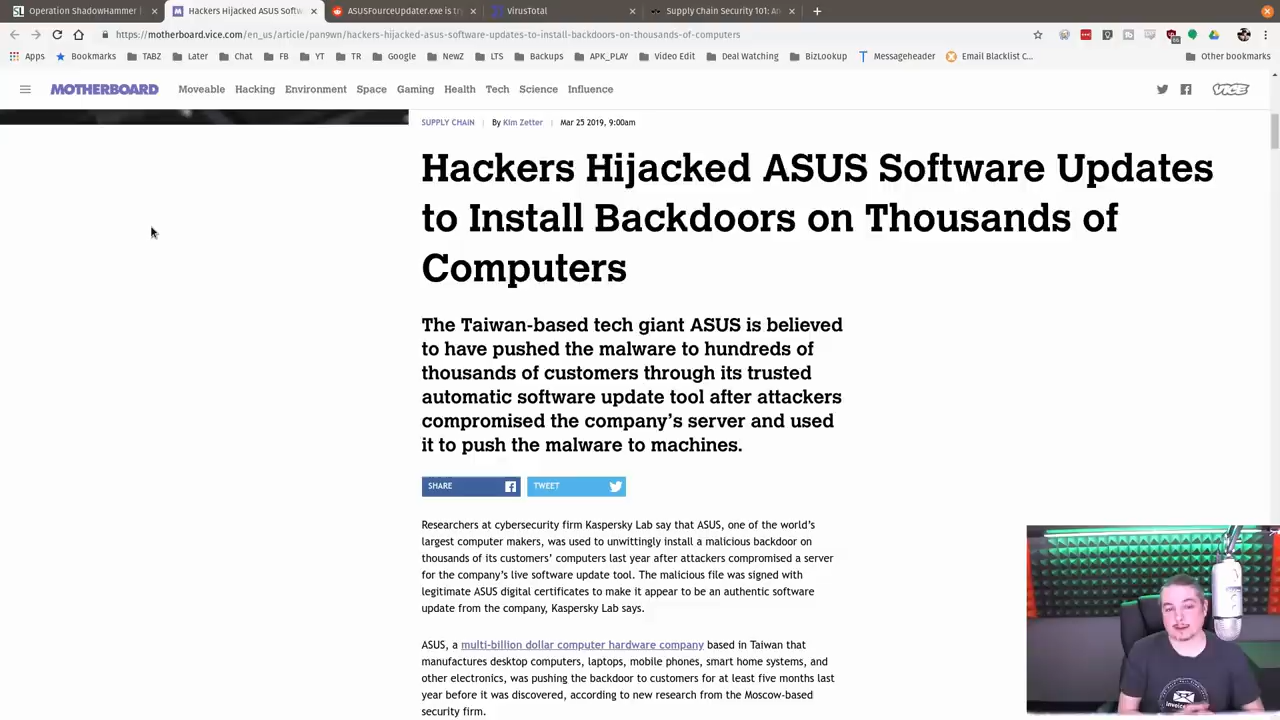 Operation ShadowHammer
Hackers Hijacked ASUS Softw
ASUSFourceUpdater.exe is tr
VirusTotal
Supply Chain Security 101: An
https://motherboard.vice.com/en_us/article/pan9wn/hackers-hijacked-asus-software-updates-to-install-backdoors-on-thousands-of-computers
Apps Bookmarks TABZ Later Chat FB YT TR Google NewZ LTS Backups APK_PLAY Video Edit Deal Watching BizLookup Messageheader Email Blacklist C... Other bookmarks
MOTHERBOARD Moveable Hacking Environment Space Gaming Health Tech Science Influence VICE
SUPPLY CHAIN | By Kim Zetter | Mar 25 2019, 9:00am
Hackers Hijacked ASUS Software Updates
to Install Backdoors on Thousands of
Computers
The Taiwan-based tech giant ASUS is believed
to have pushed the malware to hundreds of
thousands of customers through its trusted
automatic software update tool after attackers
compromised the company's server and used
it to push the malware to machines.
SHARE TWEET
Researchers at cybersecurity firm Kaspersky Lab say that ASUS, one of the world's
largest computer makers, was used to unwittingly install a malicious backdoor on
thousands of its customers' computers last year after attackers compromised a server
for the company's live software update tool. The malicious file was signed with
legitimate ASUS digital certificates to make it appear to be an authentic software
update from the company, Kaspersky Lab says.
ASUS, a multi-billion dollar computer hardware company based in Taiwan that
manufactures desktop computers, laptops, mobile phones, smart home systems, and
other electronics, was pushing the backdoor to customers for at least five months last
year before it was discovered, according to new research from the Moscow-based
security firm.